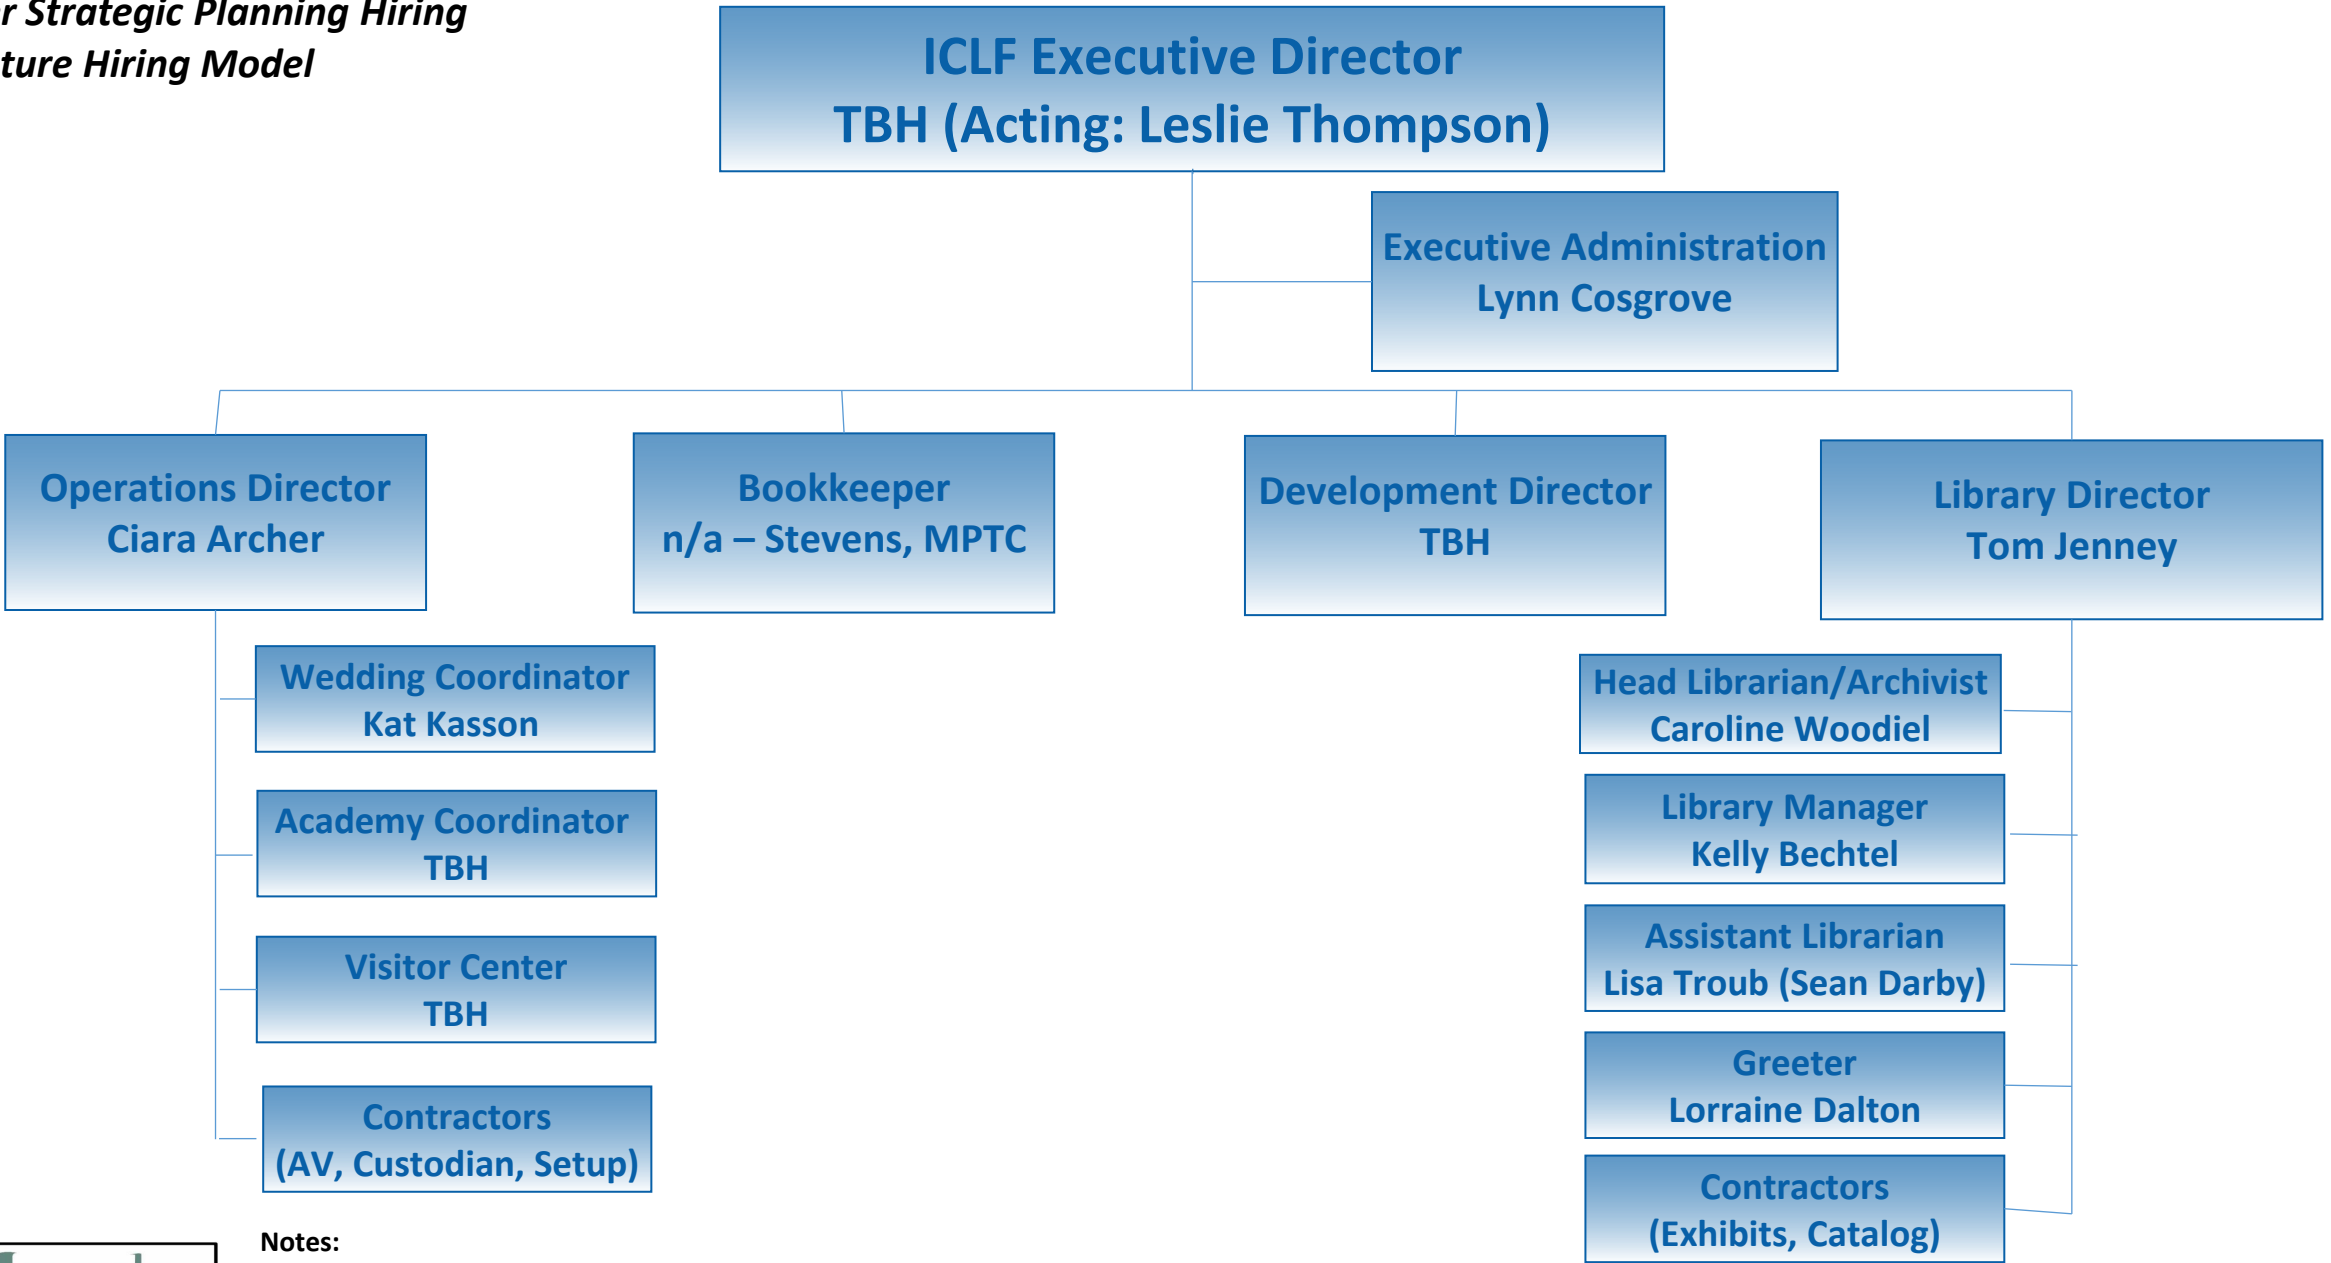 Strategic Planning Hiring
Hiring Model
ICLF Executive Director
TBH (Acting: Leslie Thompson)
Executive Administration
Lynn Cosgrove
Operations Director
Ciara Archer
Bookkeeper
n/a – Stevens, MPTC
Development Director
TBH
Library Director
Tom Jenney
Wedding Coordinator
Kat Kasson
Academy Coordinator
TBH
Visitor Center
TBH
Contractors
(AV, Custodian, Setup)
Head Librarian/Archivist
Caroline Woodiel
Library Manager
Kelly Bechtel
Assistant Librarian
Lisa Troub (Sean Darby)
Greeter
Lorraine Dalton
Contractors
(Exhibits, Catalog)
Notes: